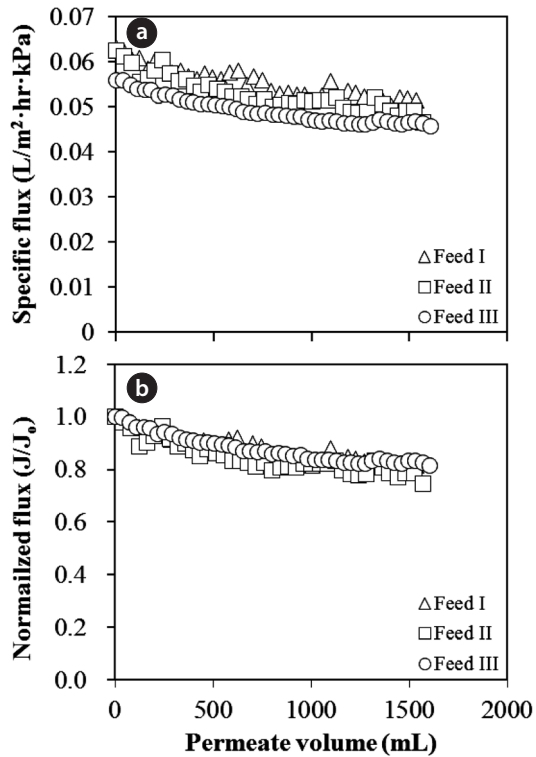 a
Specific flux (L/m²·hr·kPa)
0.07
0.06
0.05
0.04
0.03
0.02
0.01
0
Feed I
Feed II
Feed III
b
Normailzed flux (J/Jₒ)
1.2
1.0
0.8
0.6
0.4
0.2
0.0
Feed I
Feed II
Feed III
0 500 1000 1500 2000
Permeate volume (mL)